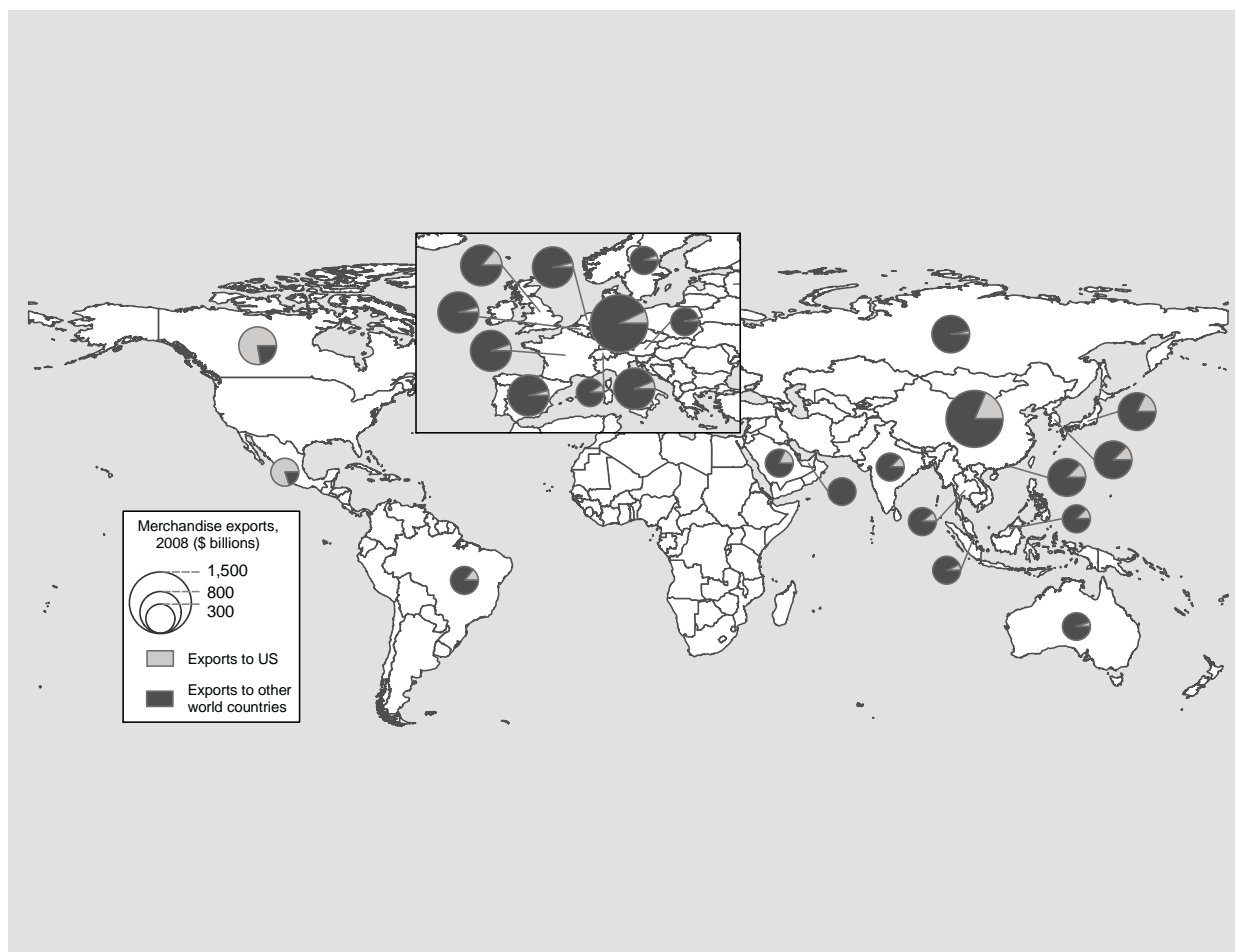 Merchandise exports,
2008 ($ billions)
1,500
800
300
Exports to US
Exports to other
world countries